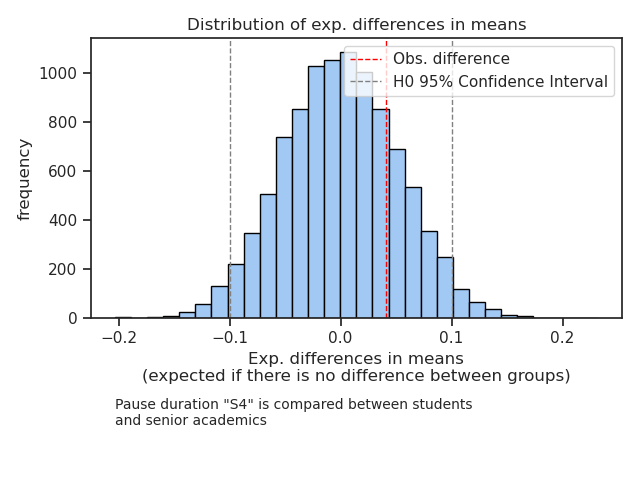 Distribution of exp. differences in means
Obs. difference
H0 95% Confidence Interval
frequency
1000
800
600
400
200
0
−0.2
−0.1
0.0
0.1
0.2
Exp. differences in means
(expected if there is no difference between groups)
Pause duration "S4" is compared between students
and senior academics